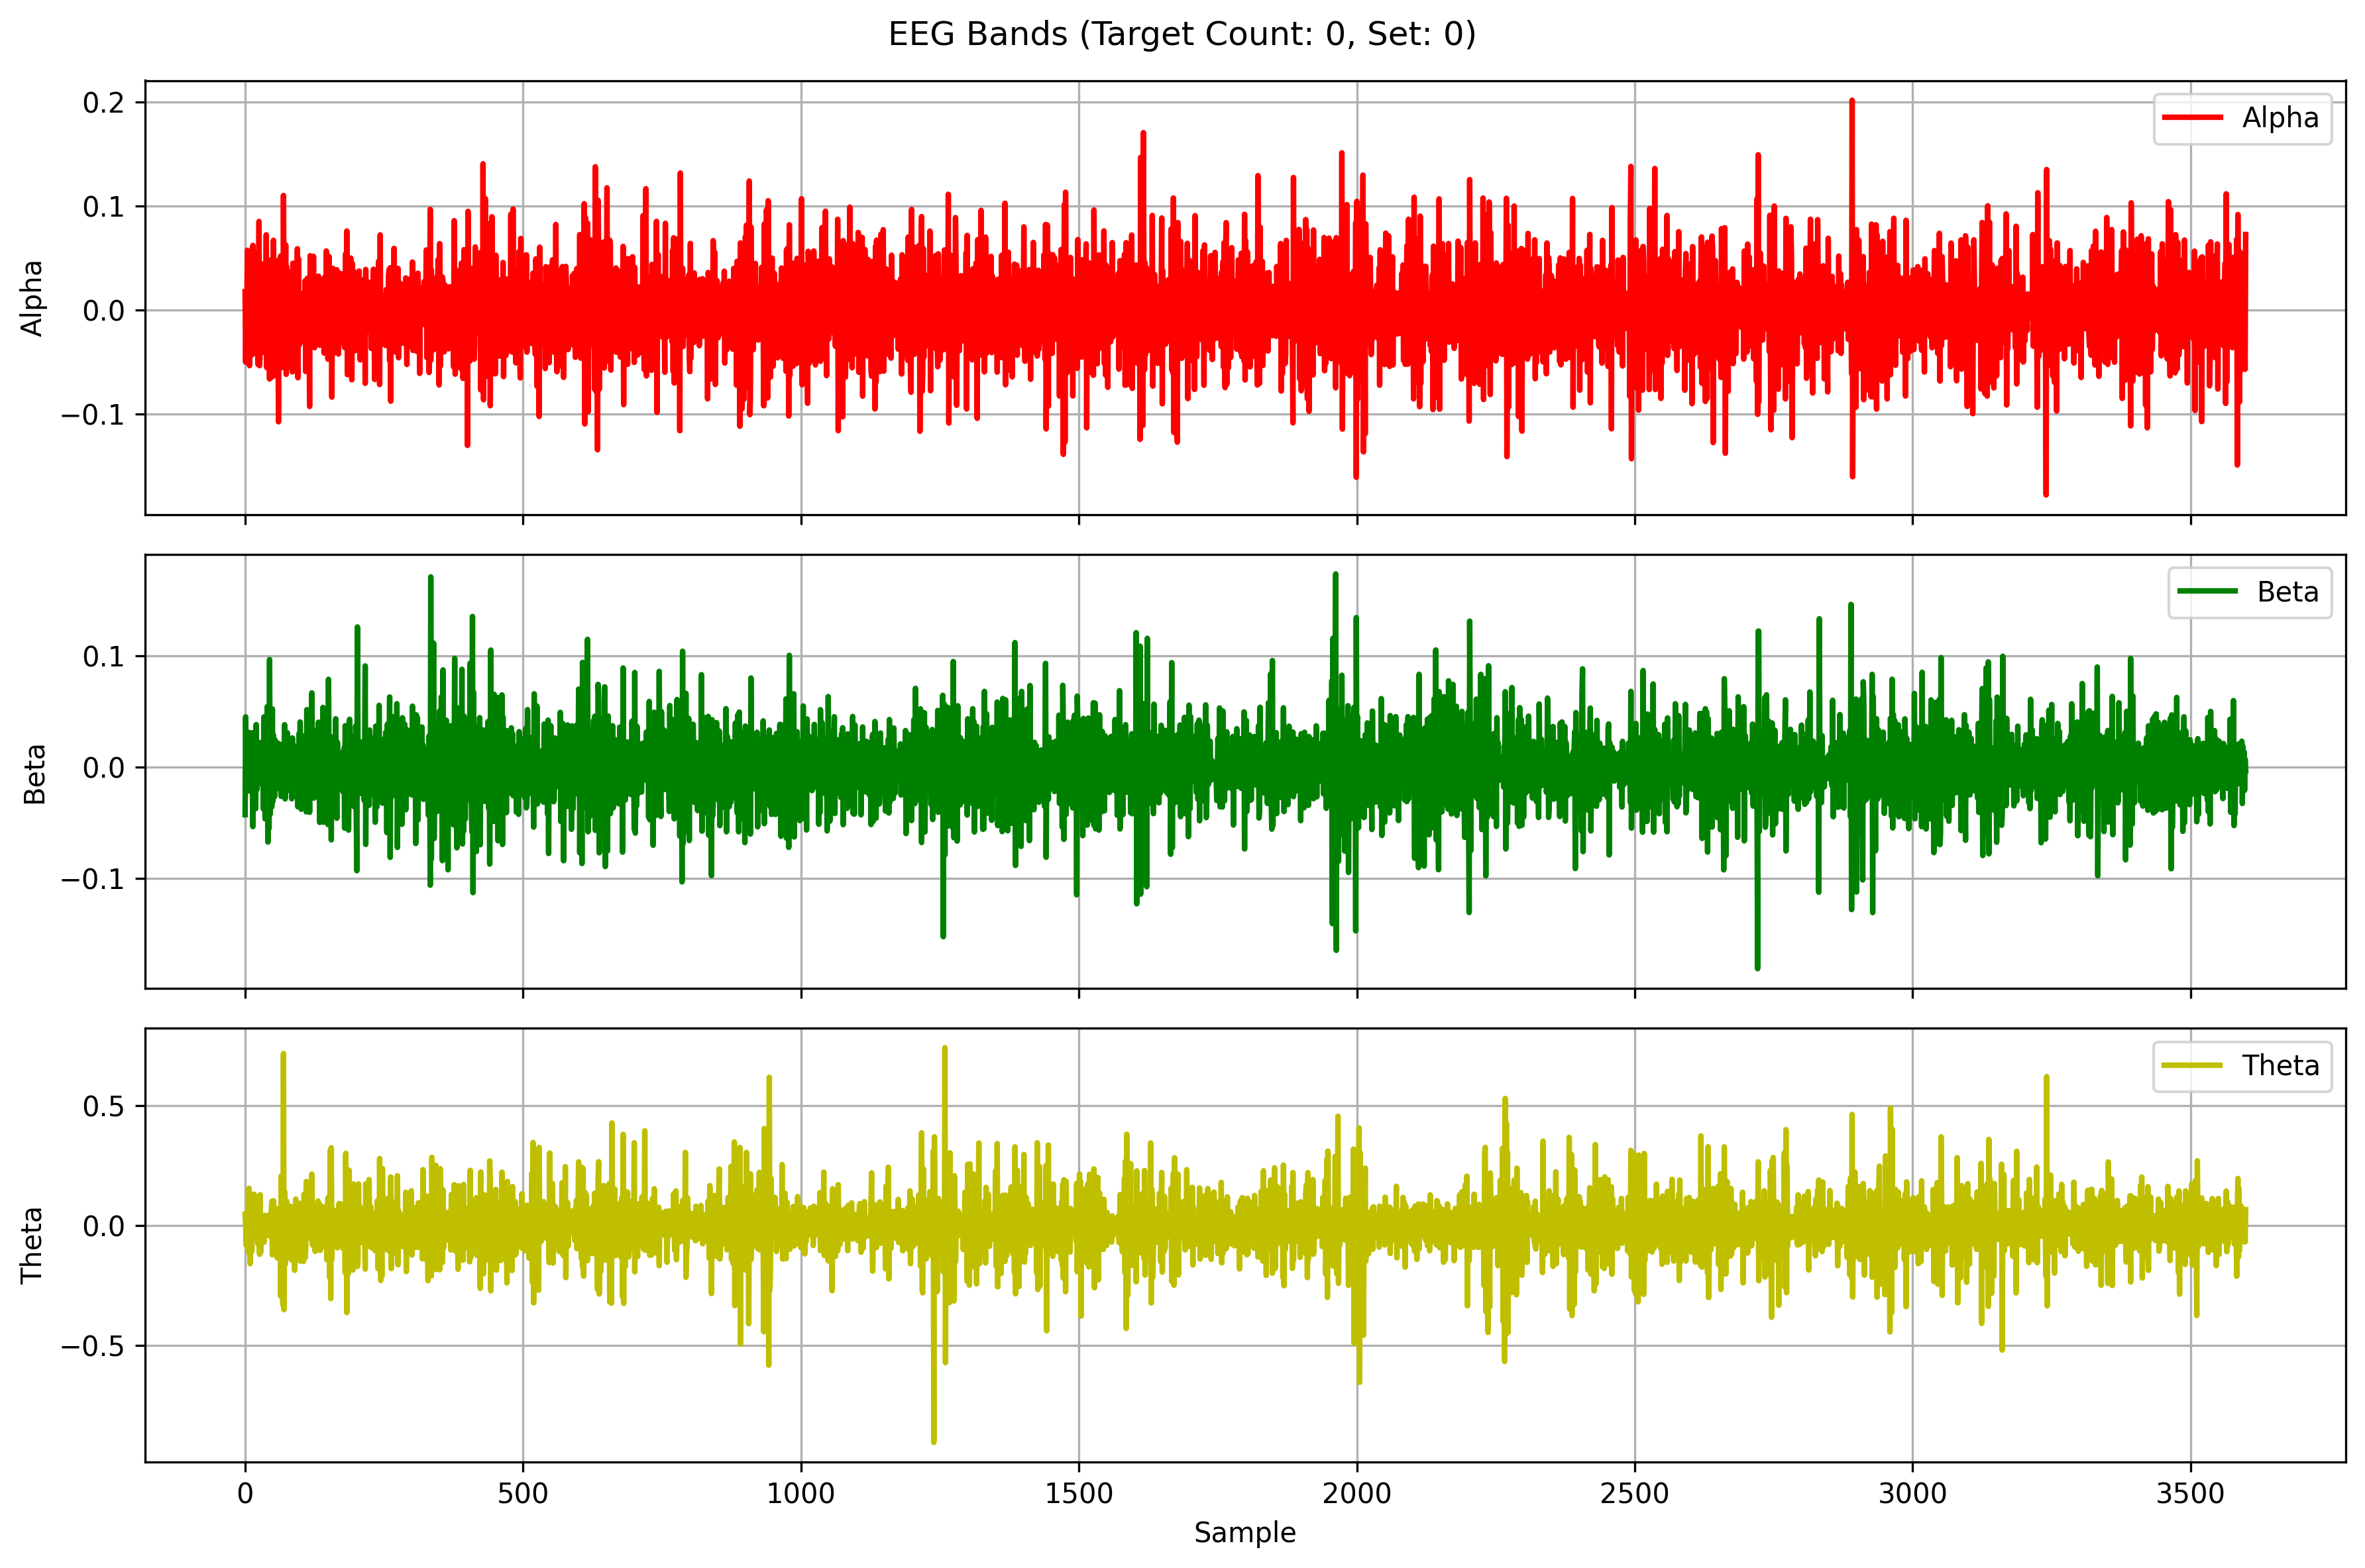 EEG Bands (Target Count: 0, Set: 0)
0.2
0.1
0.0
−0.1
Alpha
Alpha
0.1
0.0
−0.1
Beta
Beta
0.5
0.0
−0.5
Theta
Theta
0 500 1000 1500 2000 2500 3000 3500
Sample